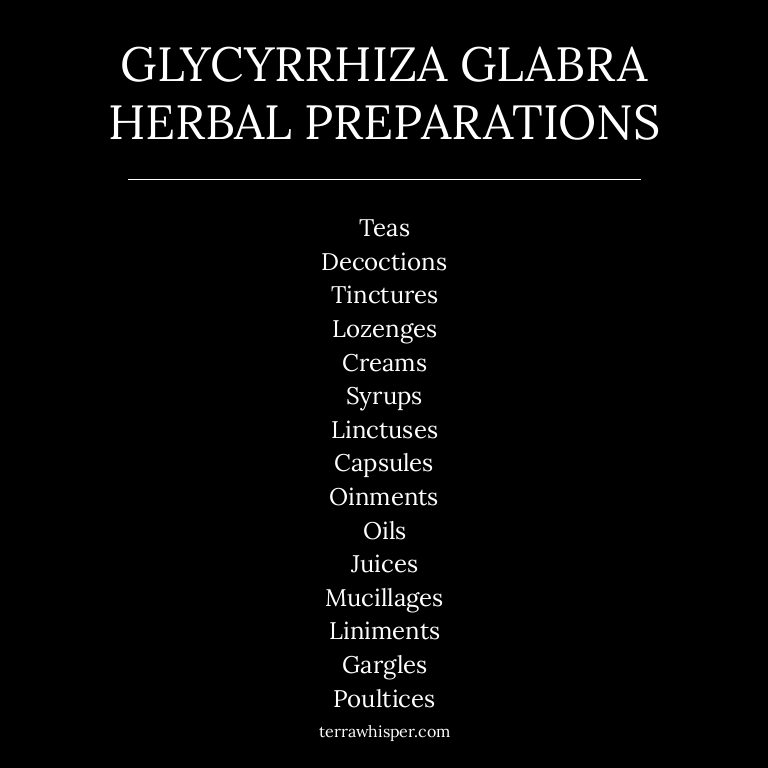 GLYCYRRHIZA GLABRA
HERBAL PREPARATIONS
Teas
Decoctions
Tinctures
Lozenges
Creams
Syrups
Linctuses
Capsules
Oinments
Oils
Juices
Mucillages
Liniments
Gargles
Poultices
terrawhisper.com